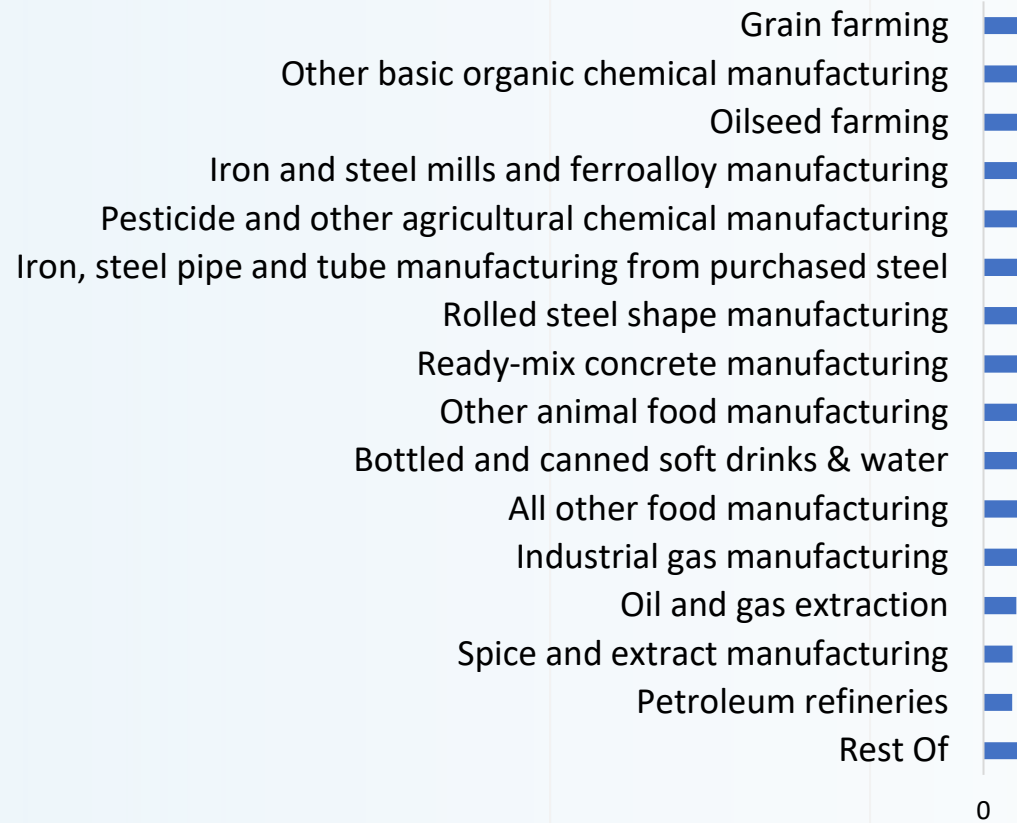 Grain farming
Other basic organic chemical manufacturing
Oilseed farming
Iron and steel mills and ferroalloy manufacturing
Pesticide and other agricultural chemical manufacturing
Iron, steel pipe and tube manufacturing from purchased steel
Rolled steel shape manufacturing
Ready-mix concrete manufacturing
Other animal food manufacturing
Bottled and canned soft drinks & water
All other food manufacturing
Industrial gas manufacturing
Oil and gas extraction
Spice and extract manufacturing
Petroleum refineries
Rest Of
0